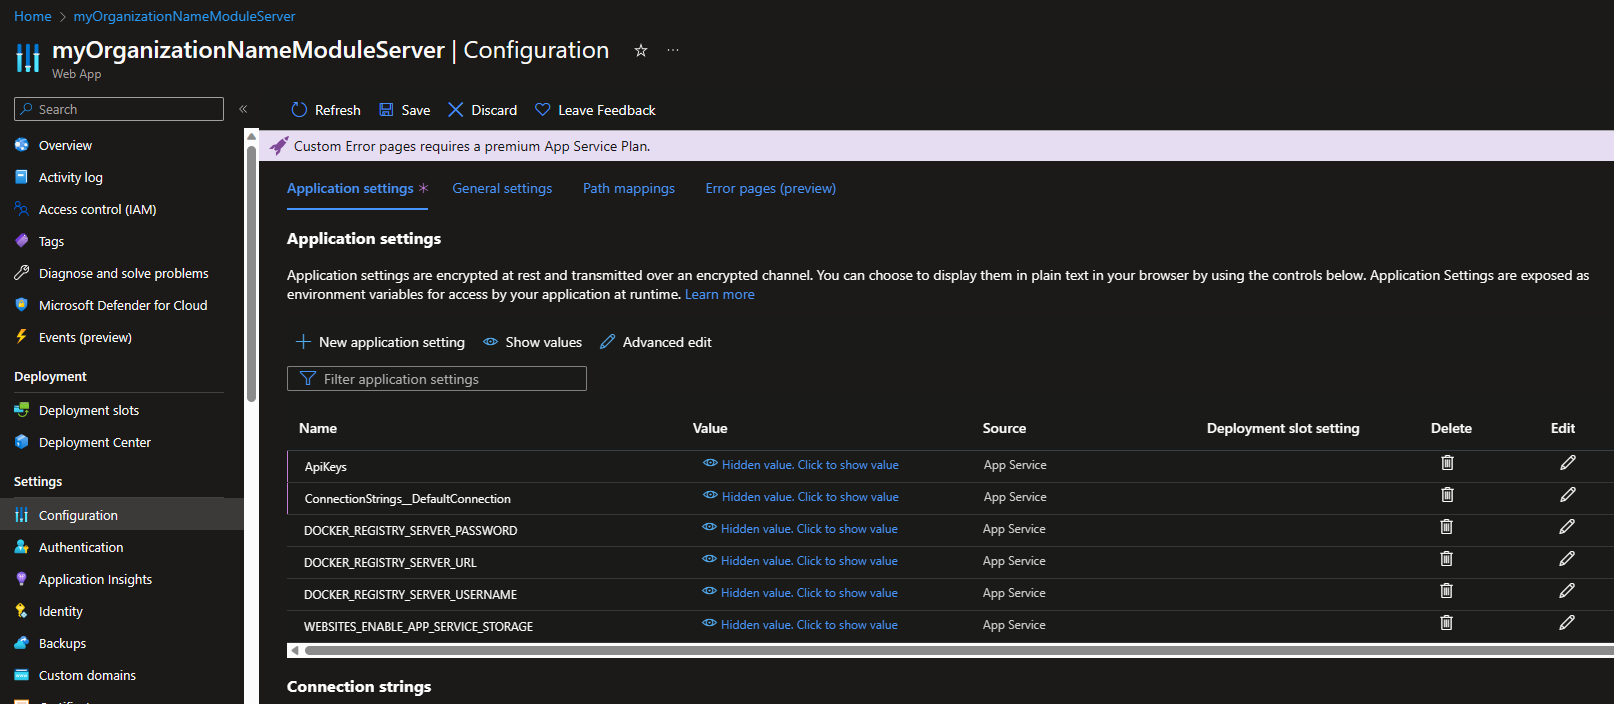 Home > myOrganizationNameModuleServer
myOrganizationNameModuleServer | Configuration
Web App
Search
Refresh Save Discard Leave Feedback
Overview
Activity log
Access control (IAM)
Tags
Diagnose and solve problems
Microsoft Defender for Cloud
Events (preview)
Deployment
Deployment slots
Deployment Center
Settings
Configuration
Authentication
Application Insights
Identity
Backups
Custom domains
Custom Error pages requires a premium App Service Plan.
Application settings * General settings Path mappings Error pages (preview)
Application settings
Application settings are encrypted at rest and transmitted over an encrypted channel. You can choose to display them in plain text in your browser by using the controls below. Application Settings are exposed as
environment variables for access by your application at runtime. Learn more
New application setting Show values Advanced edit
Filter application settings
Name Value Source Deployment slot setting Delete Edit
ApiKeys Hidden value. Click to show value App Service
ConnectionStrings__DefaultConnection Hidden value. Click to show value App Service
DOCKER_REGISTRY_SERVER_PASSWORD Hidden value. Click to show value App Service
DOCKER_REGISTRY_SERVER_URL Hidden value. Click to show value App Service
DOCKER_REGISTRY_SERVER_USERNAME Hidden value. Click to show value App Service
WEBSITES_ENABLE_APP_SERVICE_STORAGE Hidden value. Click to show value App Service
Connection strings